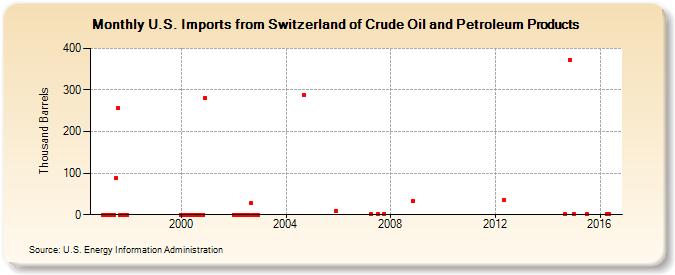 Monthly U.S. Imports from Switzerland of Crude Oil and Petroleum Products
Thousand Barrels
400
300
200
100
0
2000 2004 2008 2012 2016
Source: U.S. Energy Information Administration